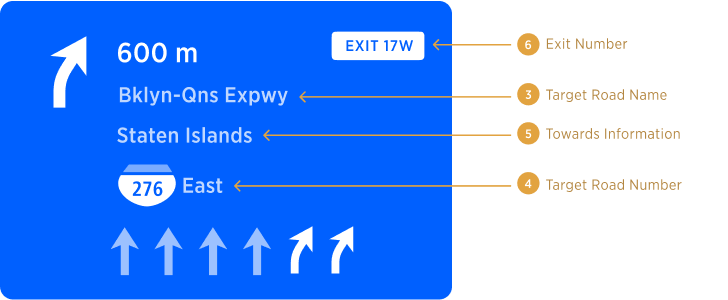 600 m
EXIT 17W
6 Exit Number
Bklyn-Qns Expwy
3 Target Road Name
Staten Islands
5 Towards Information
276 East
4 Target Road Number